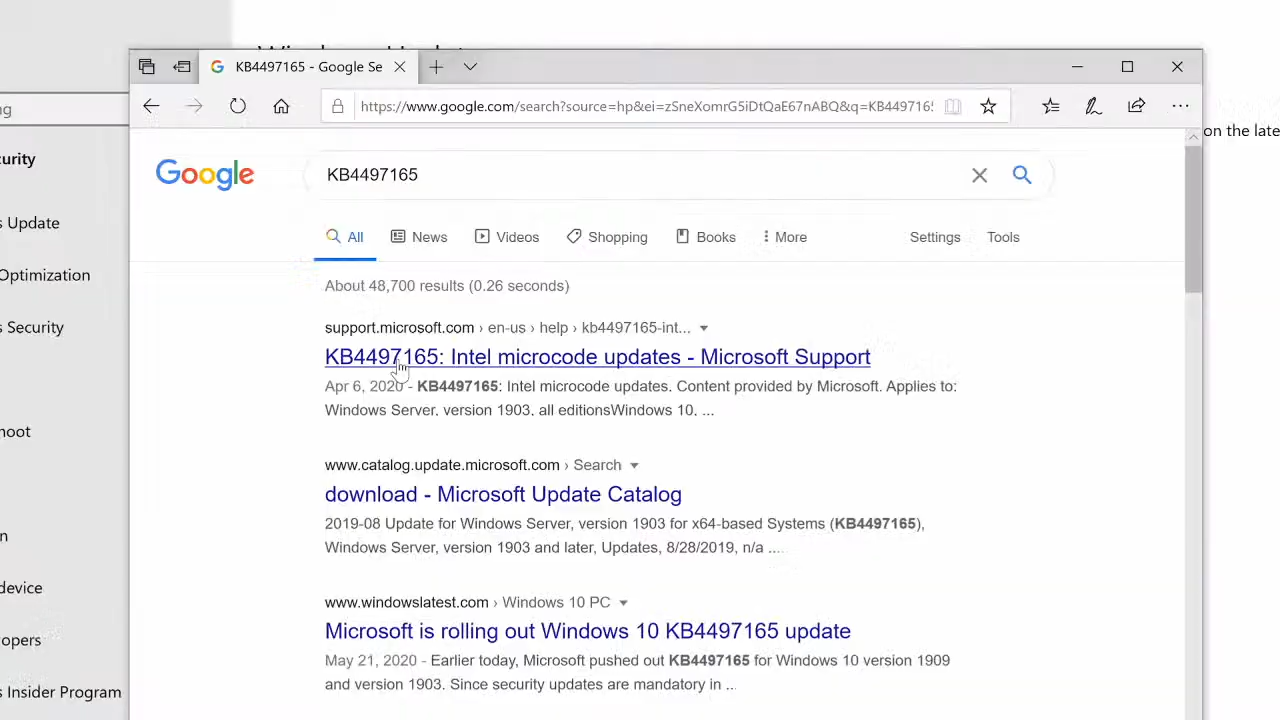 KB4497165 - Google Se
https://www.google.com/search?source=hp&ei=zSneXomrG5iDtQaE67nABQ&q=KB449716
ng
on the late
curity
Google
KB4497165
s Update
All
News
Videos
Shopping
Books
More
Settings
Tools
Optimization
About 48,700 results (0.26 seconds)
s Security
support.microsoft.com › en-us › help › kb4497165-int...
KB4497165: Intel microcode updates - Microsoft Support
Apr 6, 2020 - KB4497165: Intel microcode updates. Content provided by Microsoft. Applies to:
Windows Server, version 1903, all editionsWindows 10, ...
hoot
www.catalog.update.microsoft.com › Search
download - Microsoft Update Catalog
2019-08 Update for Windows Server, version 1903 for x64-based Systems (KB4497165),
n
Windows Server, version 1903 and later, Updates, 8/28/2019, n/a ...
device
www.windowslatest.com › Windows 10 PC
Microsoft is rolling out Windows 10 KB4497165 update
opers
May 21, 2020 - Earlier today, Microsoft pushed out KB4497165 for Windows 10 version 1909
and version 1903. Since security updates are mandatory in ...
s Insider Program